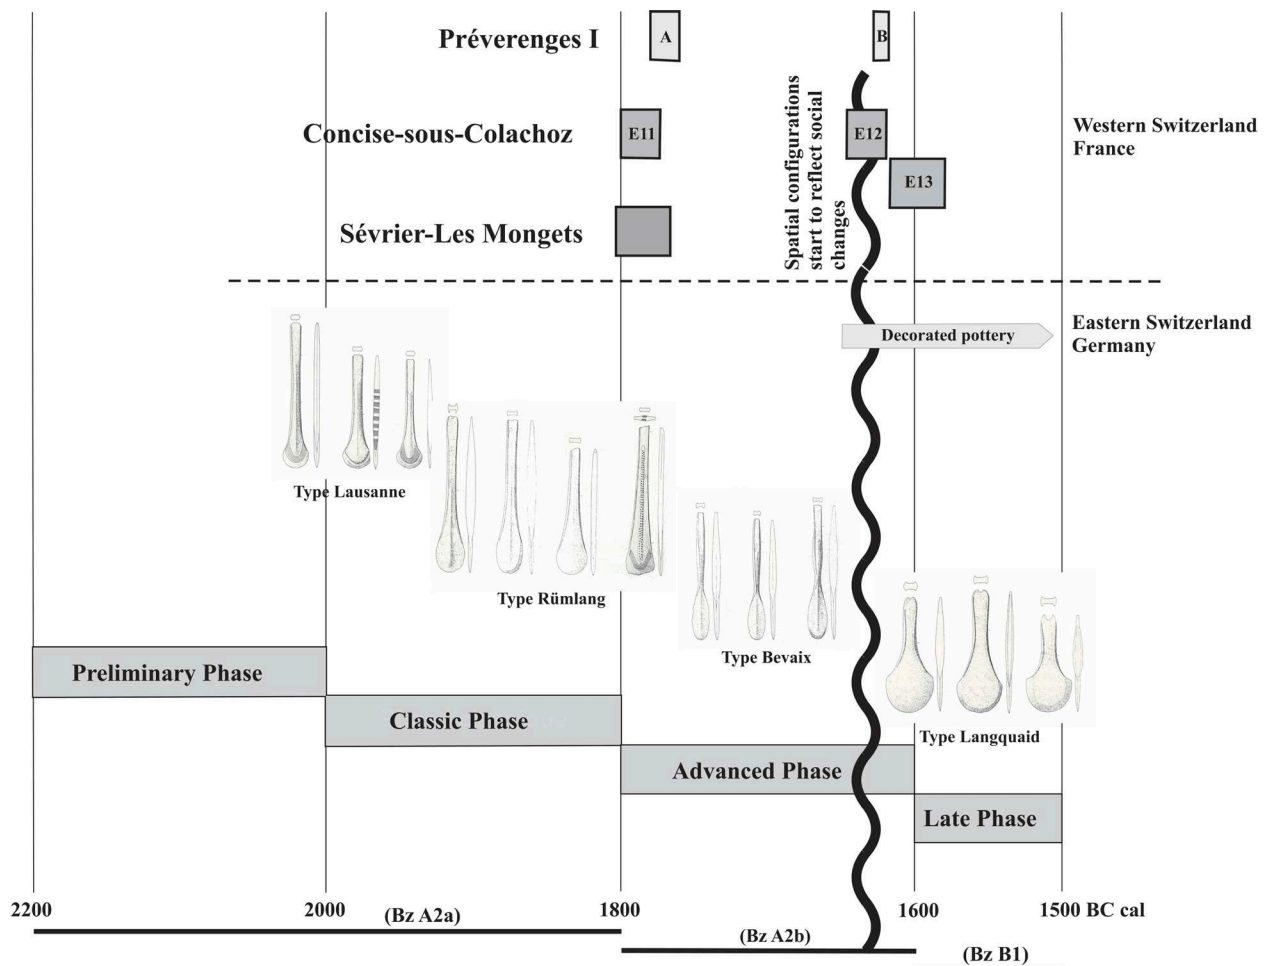 Préverenges I
A
B
Concise-sous-Colachoz
E11
E12
E13
Sévrier-Les Mongets
Spatial configurations
start to reflect social
changes
Western Switzerland
France
Decorated pottery
Eastern Switzerland
Germany
Type Lausanne
Type Rümlang
Type Bevaix
Type Langquaid
Preliminary Phase
Classic Phase
Advanced Phase
Late Phase
2200
2000
(Bz A2a)
1800
(Bz A2b)
1600
(Bz B1)
1500 BC cal